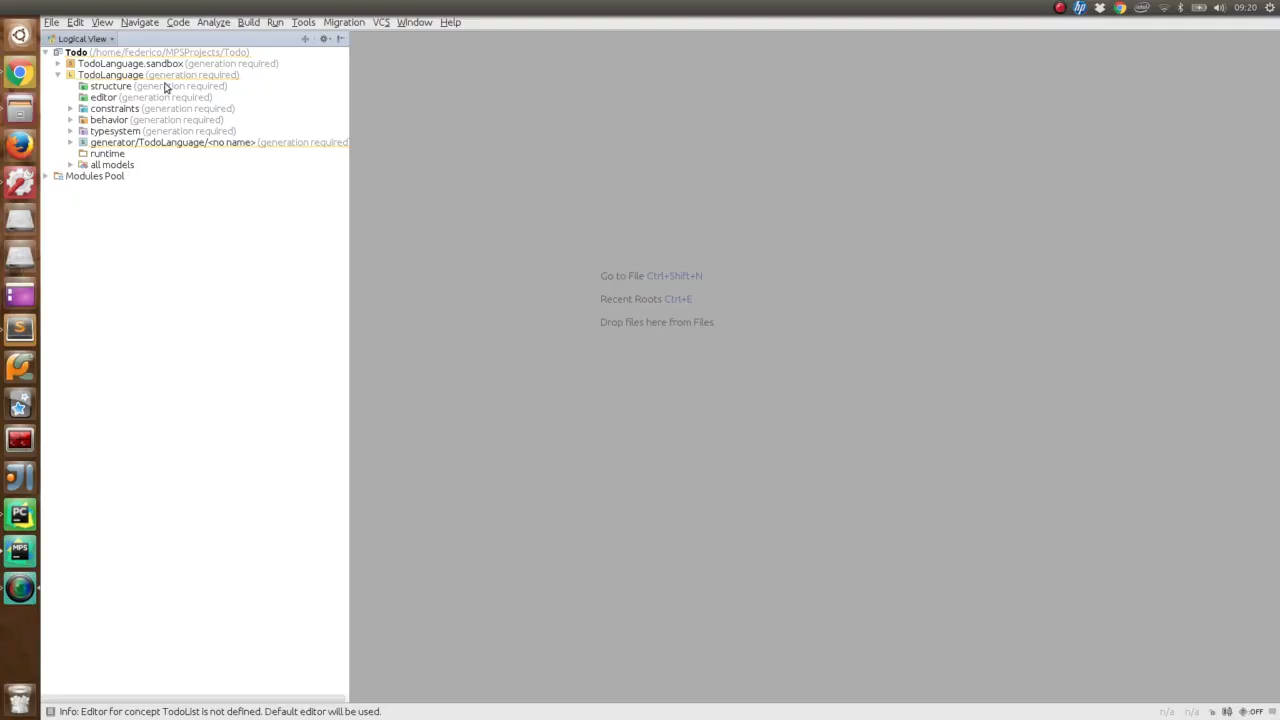 09:20
File Edit View Navigate Code Analyze Build Run Tools Migration VCS Window Help
Logical View
Todo (/home/federico/MPSProjects/Todo)
TodoLanguage.sandbox (generation required)
TodoLanguage (generation required)
structure (generation required)
editor (generation required)
constraints (generation required)
behavior (generation required)
typesystem (generation required)
generator/TodoLanguage/<no name> (generation required)
runtime
all models
Modules Pool
Go to File Ctrl+Shift+N
Recent Roots Ctrl+E
Drop files here from Files
PC
MPS
Info: Editor for concept TodoList is not defined. Default editor will be used.
n/a n/a :OFF